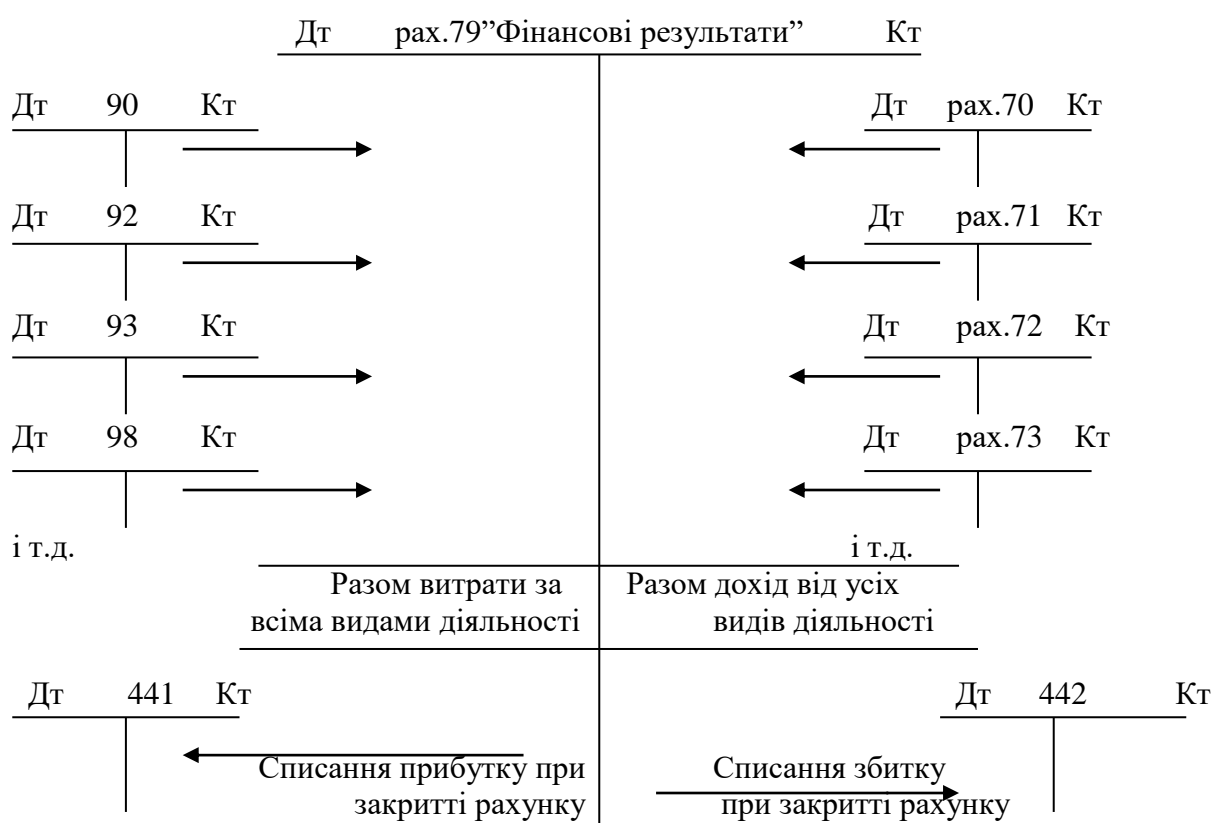 Дт рах.79”Фінансові результати” Кт
Дт 90 Кт Дт рах.70 Кт
Дт 92 Кт Дт рах.71 Кт
Дт 93 Кт Дт рах.72 Кт
Дт 98 Кт Дт рах.73 Кт
і т.д. і т.д.
Разом витрати за Разом дохід від усіх
всіма видами діяльності видів діяльності
Дт 441 Кт Дт 442 Кт
Списання прибутку при Списання збитку
закритті рахунку при закритті рахунку